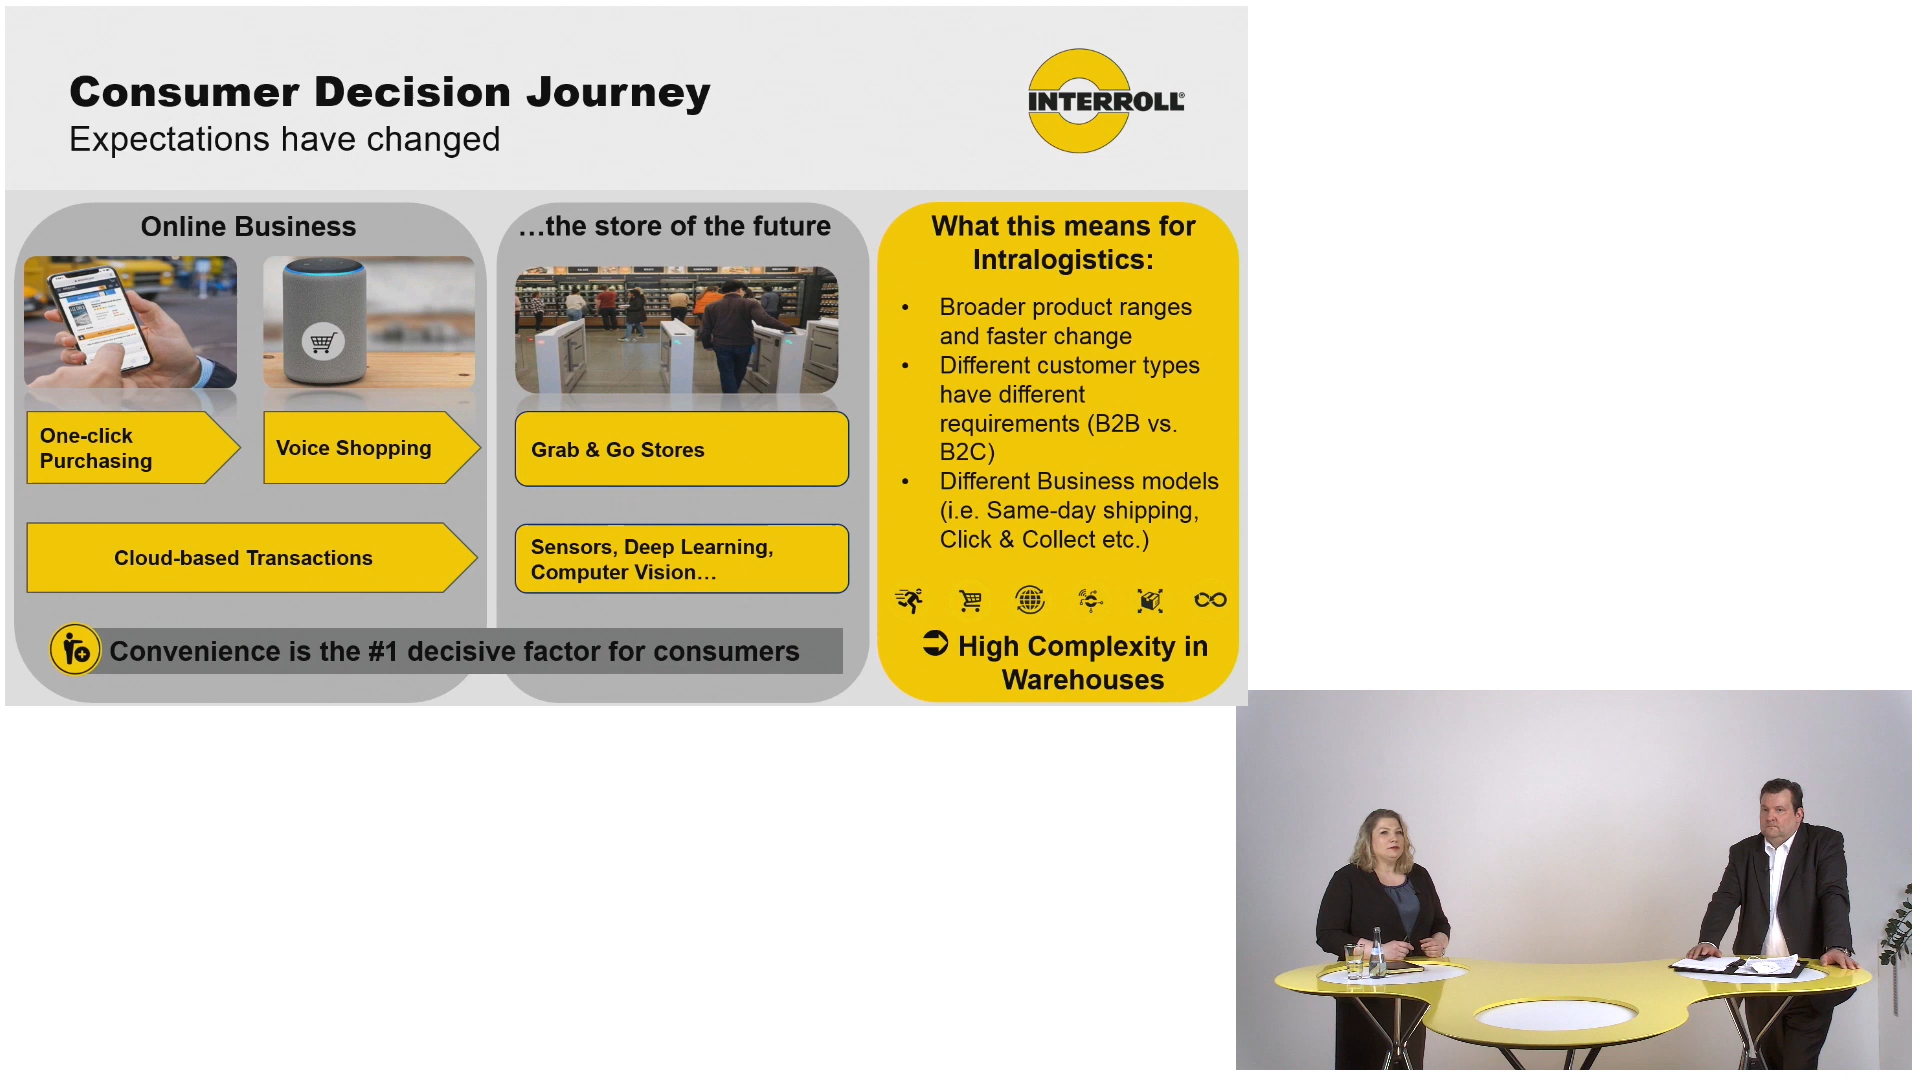 Consumer Decision Journey
Expectations have changed
INTERROLL®
Online Business
One-click
Purchasing
Voice Shopping
Cloud-based Transactions
…the store of the future
Grab & Go Stores
Sensors, Deep Learning,
Computer Vision…
Convenience is the #1 decisive factor for consumers
What this means for
Intralogistics:
• Broader product ranges
and faster change
• Different customer types
have different
requirements (B2B vs.
B2C)
• Different Business models
(i.e. Same-day shipping,
Click & Collect etc.)
High Complexity in
Warehouses